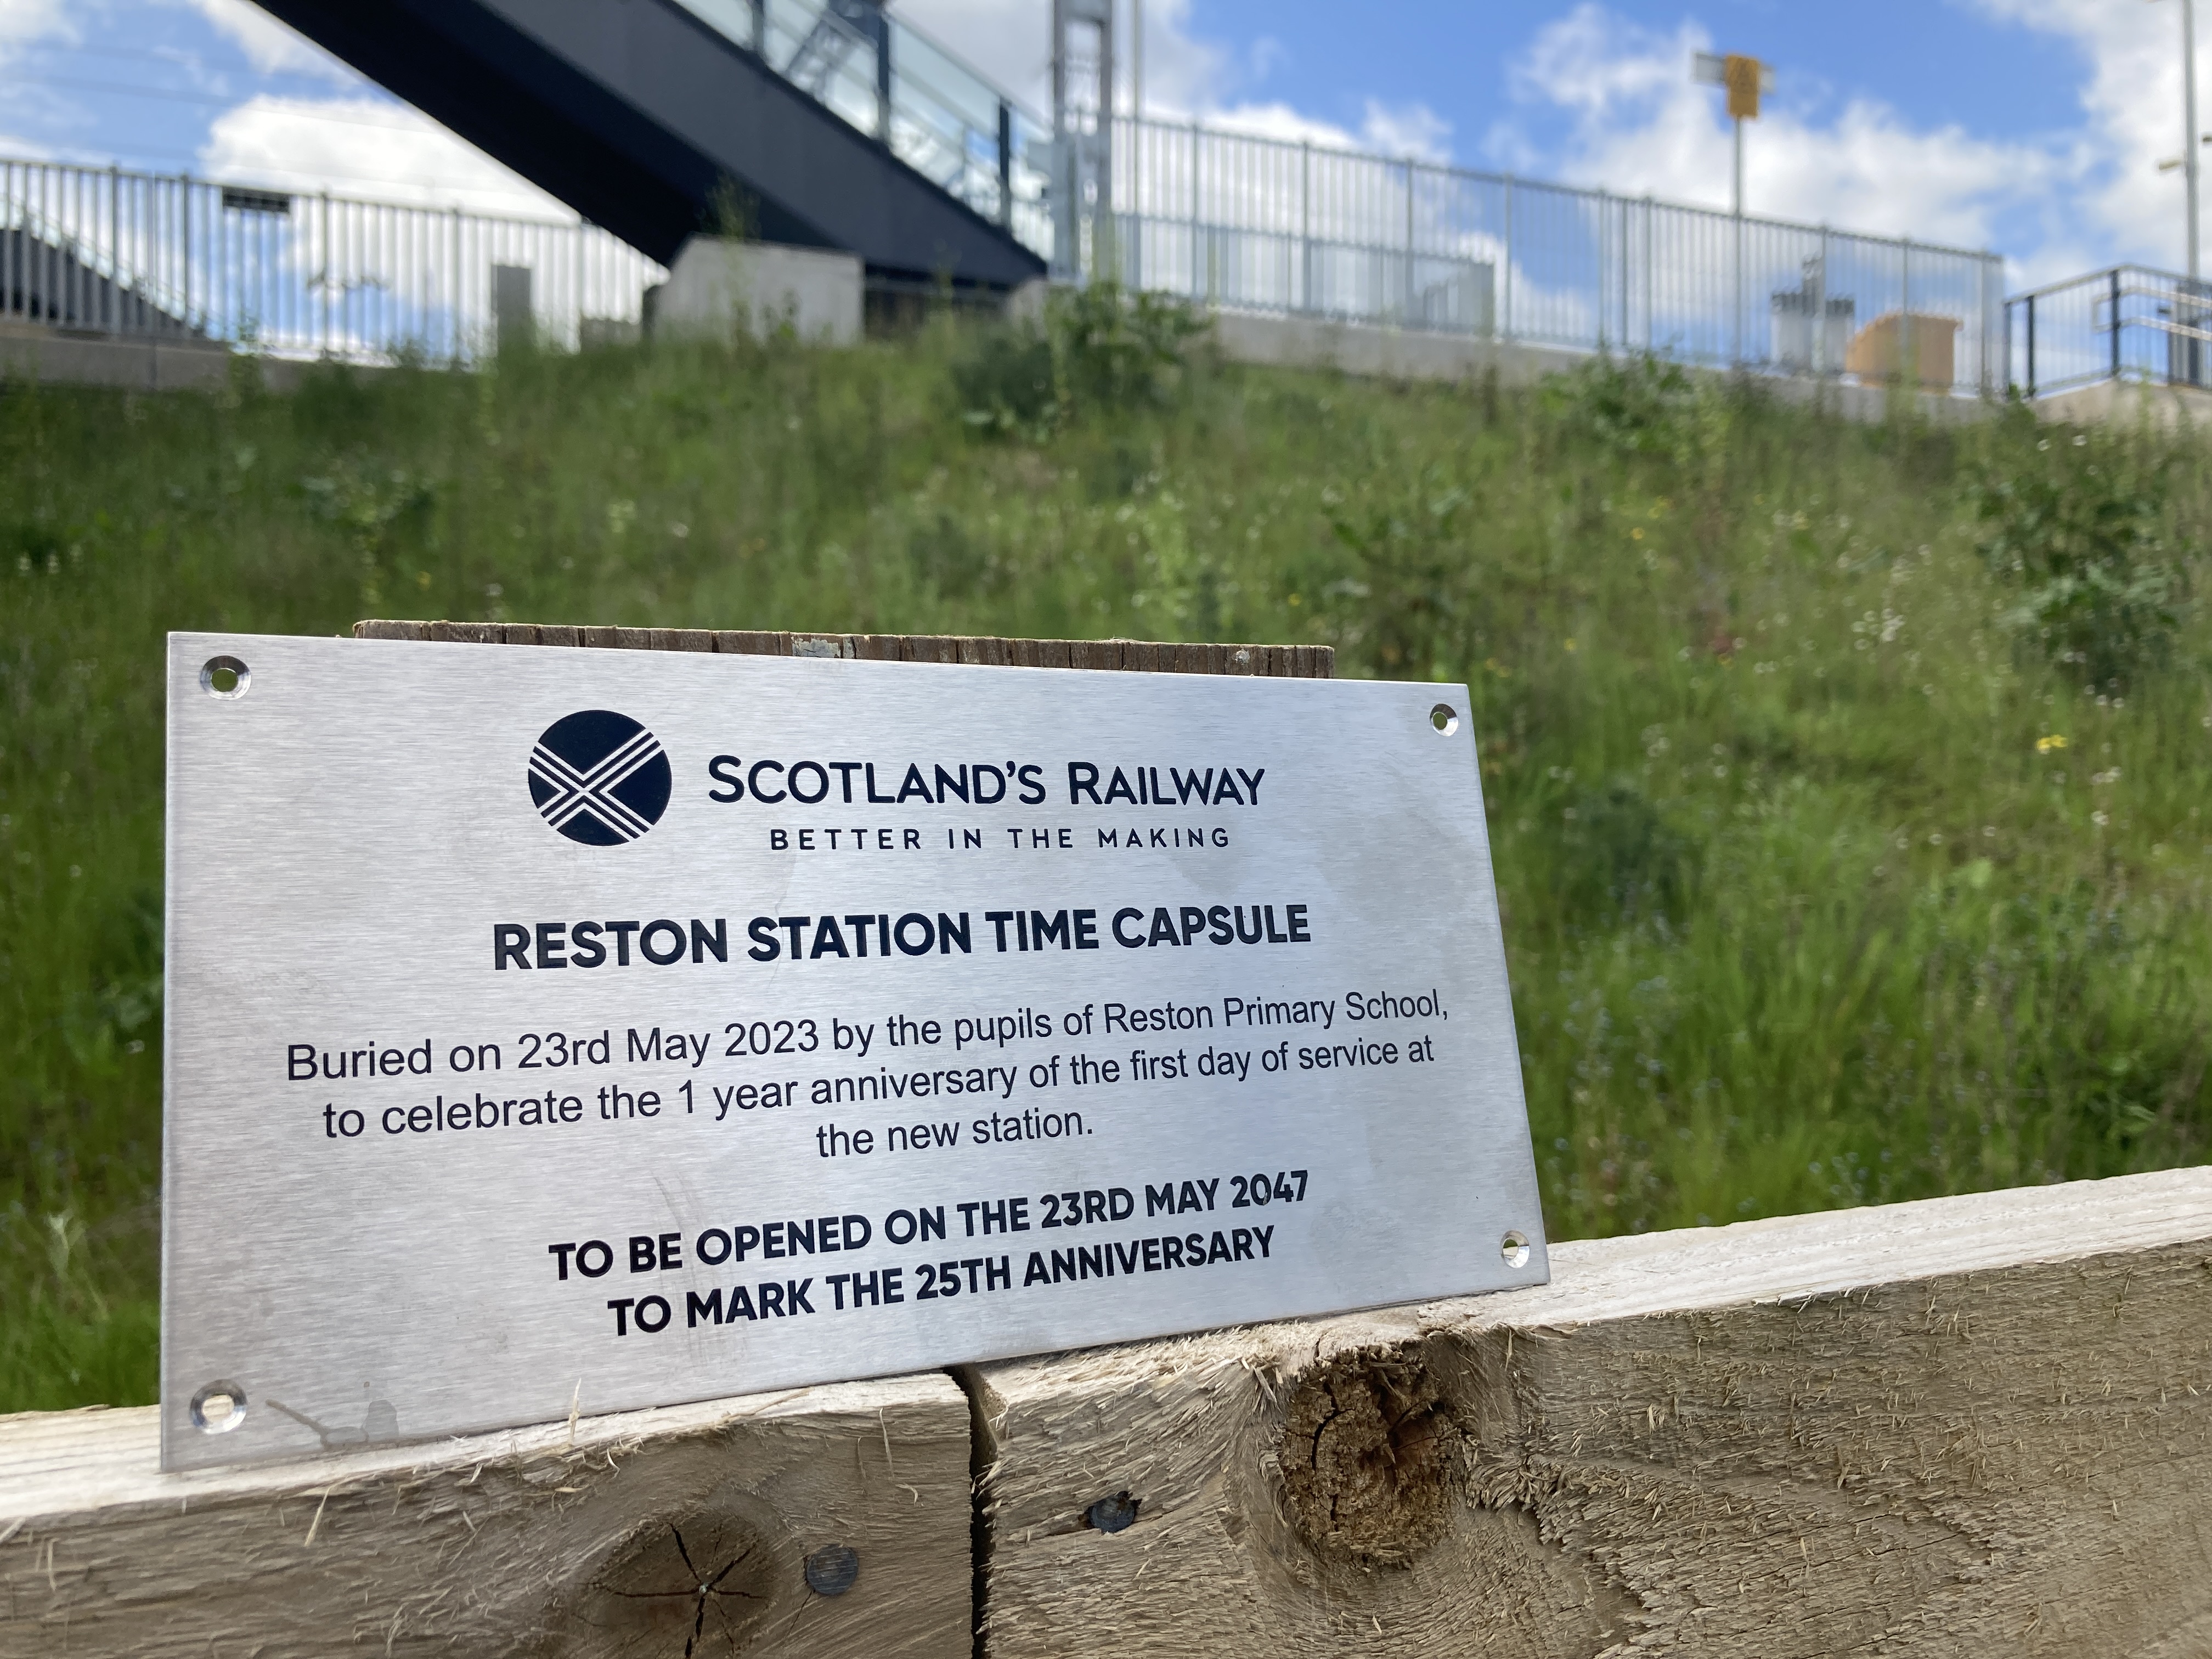 SCOTLAND'S RAILWAY
BETTER IN THE MAKING
RESTON STATION TIME CAPSULE
Buried on 23rd May 2023 by the pupils of Reston Primary School,
to celebrate the 1 year anniversary of the first day of service at
the new station.
TO BE OPENED ON THE 23RD MAY 2047
TO MARK THE 25TH ANNIVERSARY